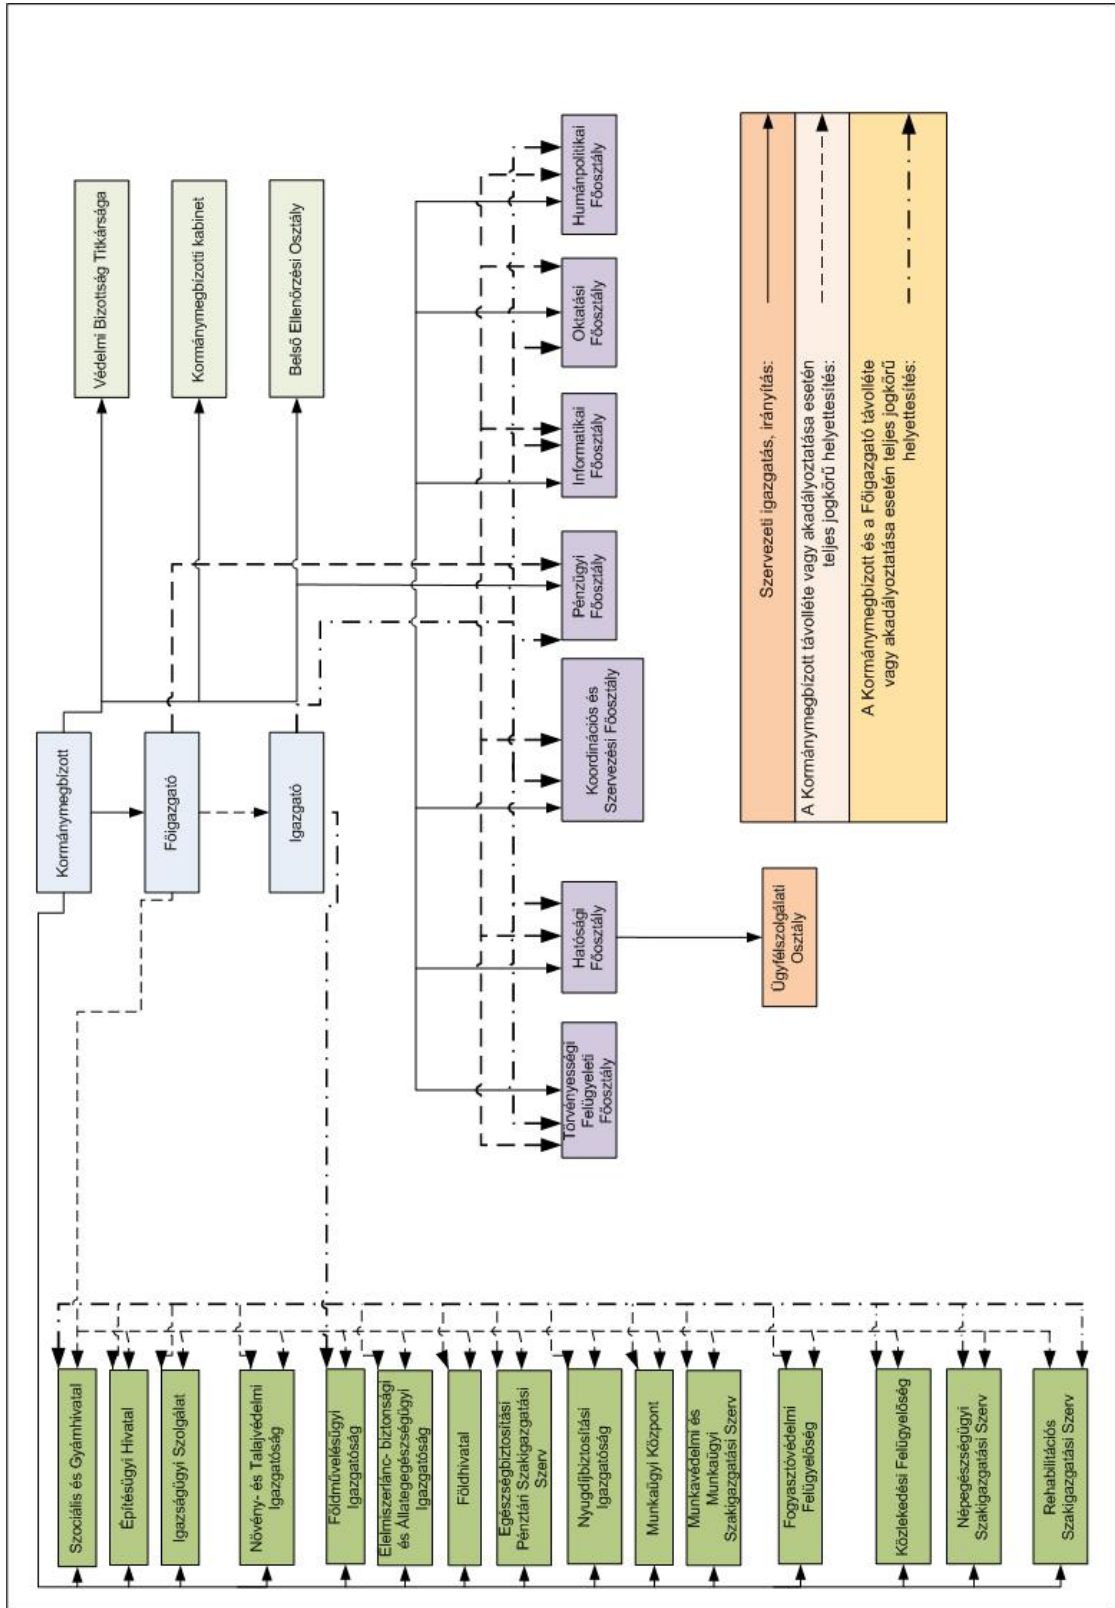 Kormánymegbízott
Főigazgató
Igazgató
Védelmi Bizottság Titkársága
Kormánymegbízotti kabinet
Belső Ellenőrzési Osztály
Törvényességi
Felügyeleti
Főosztály
Hatósági
Főosztály
Koordinációs és
Szervezési Főosztály
Pénzügyi
Főosztály
Informatikai
Főosztály
Oktatási
Főosztály
Humánpolitikai
Főosztály
Ügyfélszolgálati
Osztály
Szociális és Gyámhivatal
Építésügyi Hivatal
Igazságügyi Szolgálat
Növény- és Talajvédelmi
Igazgatóság
Földművelésügyi
Igazgatóság
Élelmiszerlánc- biztonsági
és Állategegészségügyi
Igazgatóság
Földhivatal
Egészségbiztosítási
Pénztári Szakigazgatási
Szerv
Nyugdíjbiztosítási
Igazgatóság
Munkaügyi Központ
Munkavédelmi és
Munkaügyi
Szakigazgatási Szerv
Fogyasztóvédelmi
Felügyelőség
Közlekedési Felügyelőség
Népegészségügyi
Szakigazgatási Szerv
Rehabilitációs
Szakigazgatási Szerv
Szervezeti igazgatás, irányítás:
A Kormánymegbízott távolléte vagy akadályoztatása esetén
teljes jogkörű helyettesítés:
A Kormánymegbízott és a Főigazgató távolléte
vagy akadályoztatása esetén teljes jogkörű
helyettesítés: